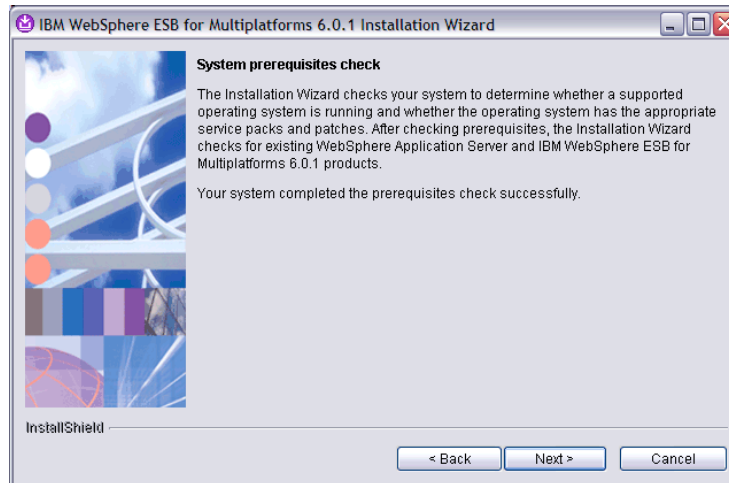 IBM WebSphere ESB for Multiplatforms 6.0.1 Installation Wizard
System prerequisites check
The Installation Wizard checks your system to determine whether a supported
operating system is running and whether the operating system has the appropriate
service packs and patches. After checking prerequisites, the Installation Wizard
checks for existing WebSphere Application Server and IBM WebSphere ESB for
Multiplatforms 6.0.1 products.
Your system completed the prerequisites check successfully.
InstallShield
< Back
Next >
Cancel